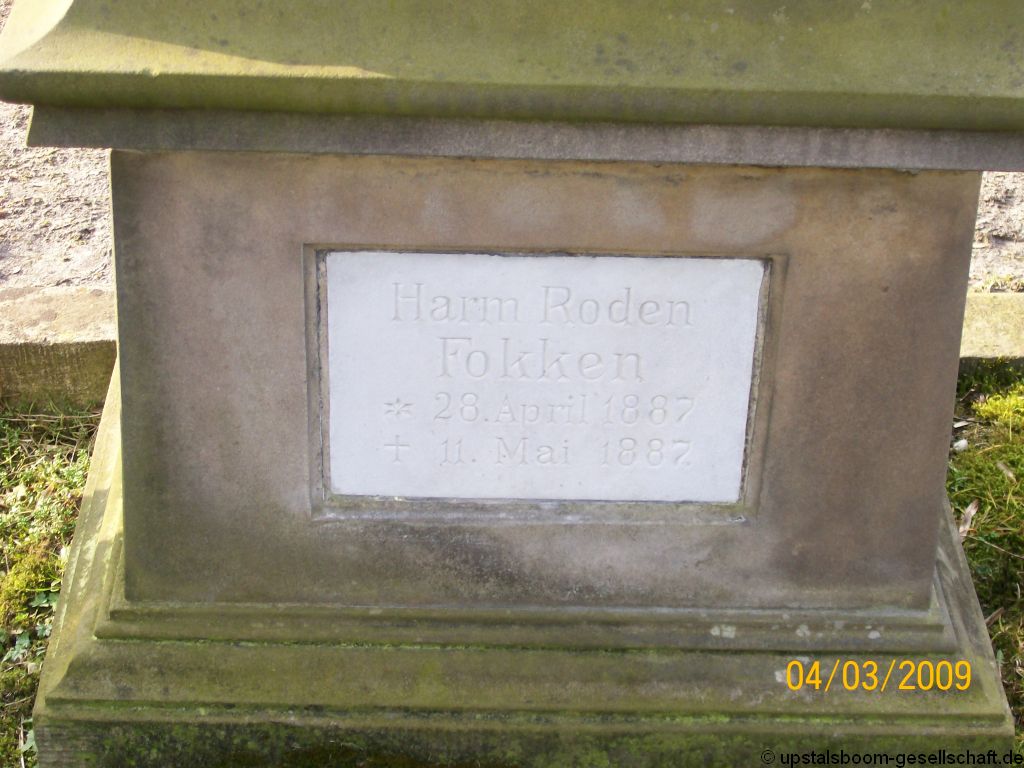 Harm Roden
Fokken
* 28. April 1887
+ 11. Mai 1887.
04/03/2009
© upstalsboom-gesellschaft.de